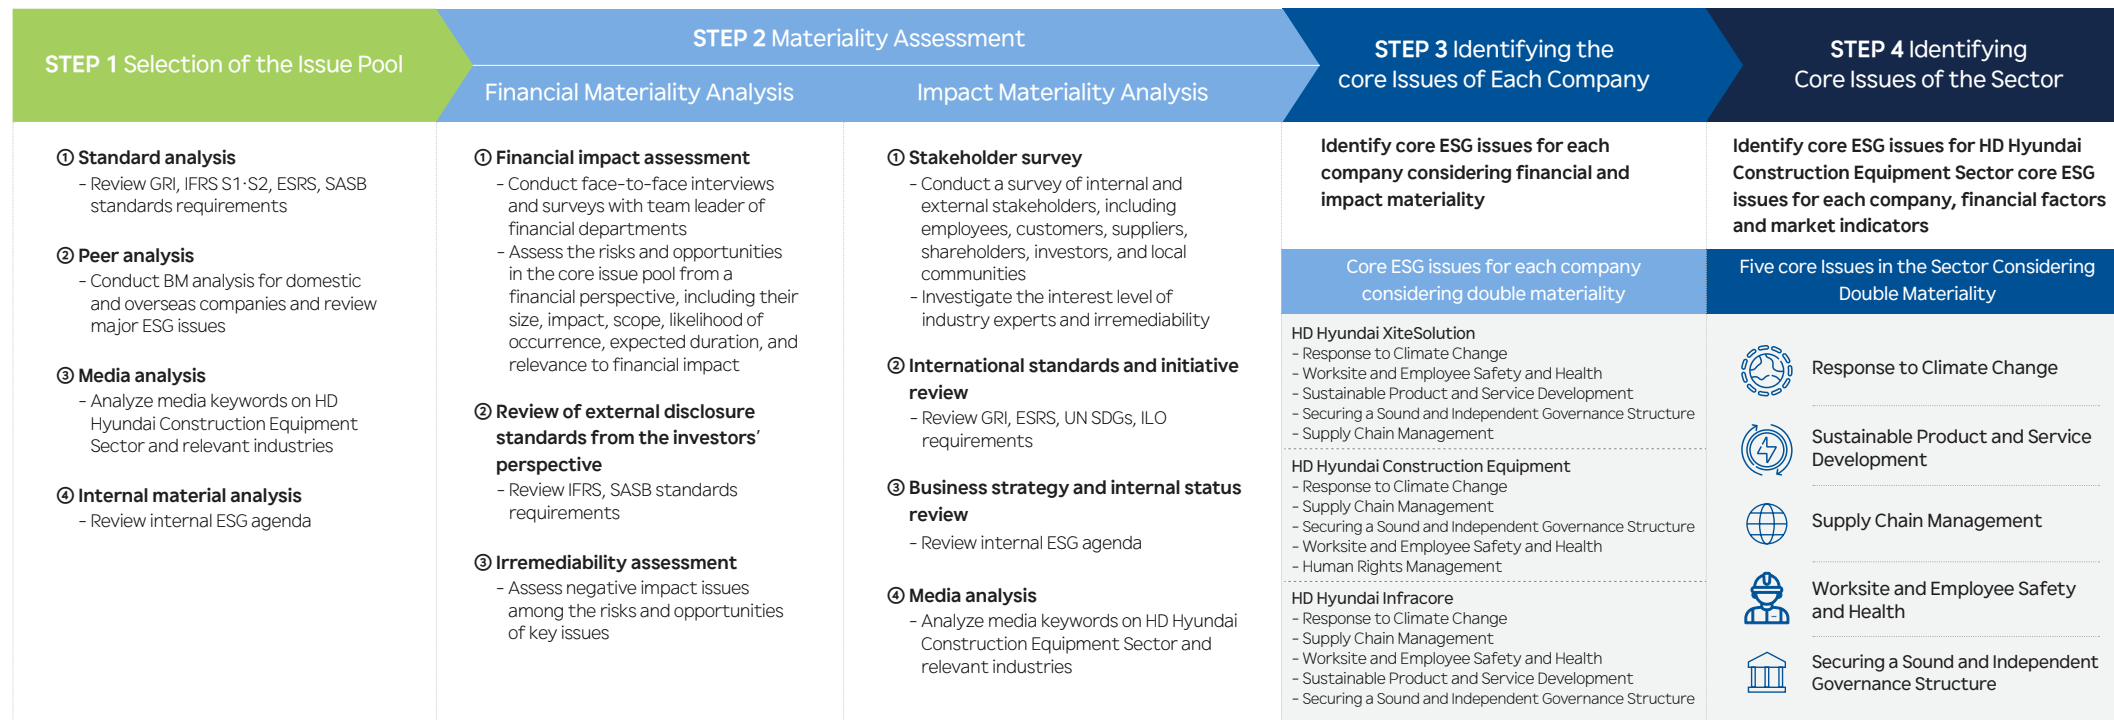 STEP 1 Selection of the Issue Pool
① Standard analysis
- Review GRI, IFRS S1·S2, ESRS, SASB
standards requirements
② Peer analysis
- Conduct BM analysis for domestic
and overseas companies and review
major ESG issues
③ Media analysis
- Analyze media keywords on HD
Hyundai Construction Equipment
Sector and relevant industries
④ Internal material analysis
- Review internal ESG agenda
STEP 2 Materiality Assessment
Financial Materiality Analysis
① Financial impact assessment
- Conduct face-to-face interviews
and surveys with team leader of
financial departments
- Assess the risks and opportunities
in the core issue pool from a
financial perspective, including their
size, impact, scope, likelihood of
occurrence, expected duration, and
relevance to financial impact
② Review of external disclosure
standards from the investors’
perspective
- Review IFRS, SASB standards
requirements
③ Irremediability assessment
- Assess negative impact issues
among the risks and opportunities
of key issues
Impact Materiality Analysis
① Stakeholder survey
- Conduct a survey of internal and
external stakeholders, including
employees, customers, suppliers,
shareholders, investors, and local
communities
- Investigate the interest level of
industry experts and irremediability
② International standards and initiative
review
- Review GRI, ESRS, UN SDGs, ILO
requirements
③ Business strategy and internal status
review
- Review internal ESG agenda
④ Media analysis
- Analyze media keywords on HD Hyundai
Construction Equipment Sector and
relevant industries
STEP 3 Identifying the
core Issues of Each Company
Identify core ESG issues for each
company considering financial and
impact materiality
Core ESG issues for each company
considering double materiality
HD Hyundai XiteSolution
- Response to Climate Change
- Worksite and Employee Safety and Health
- Sustainable Product and Service Development
- Securing a Sound and Independent Governance Structure
- Supply Chain Management
HD Hyundai Construction Equipment
- Response to Climate Change
- Supply Chain Management
- Securing a Sound and Independent Governance Structure
- Worksite and Employee Safety and Health
- Human Rights Management
HD Hyundai Infracore
- Response to Climate Change
- Supply Chain Management
- Worksite and Employee Safety and Health
- Sustainable Product and Service Development
- Securing a Sound and Independent Governance Structure
STEP 4 Identifying
Core Issues of the Sector
Identify core ESG issues for HD Hyundai
Construction Equipment Sector core ESG
issues for each company, financial factors
and market indicators
Five core Issues in the Sector Considering
Double Materiality
Response to Climate Change
Sustainable Product and Service
Development
Supply Chain Management
Worksite and Employee Safety
and Health
Securing a Sound and Independent
Governance Structure